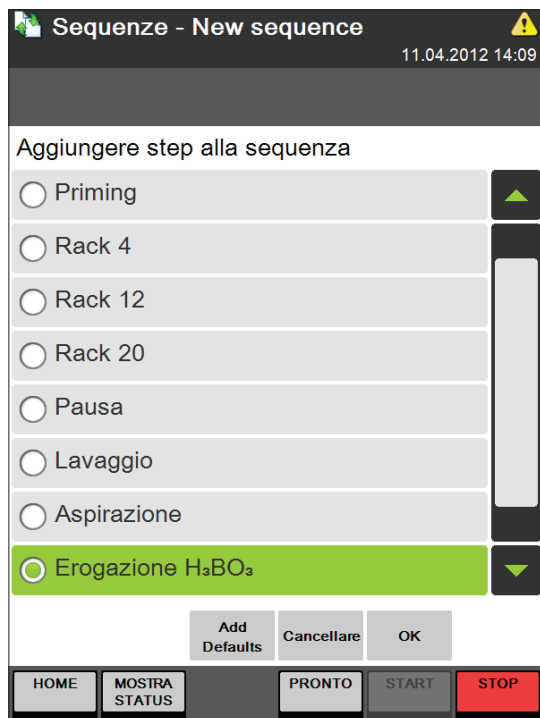 Sequenze - New sequence
11.04.2012 14:09
Aggiungere step alla sequenza
Priming
Rack 4
Rack 12
Rack 20
Pausa
Lavaggio
Aspirazione
Erogazione H₃BO₃
Add
Defaults
Cancellare
OK
HOME
MOSTRA
STATUS
PRONTO
START
STOP